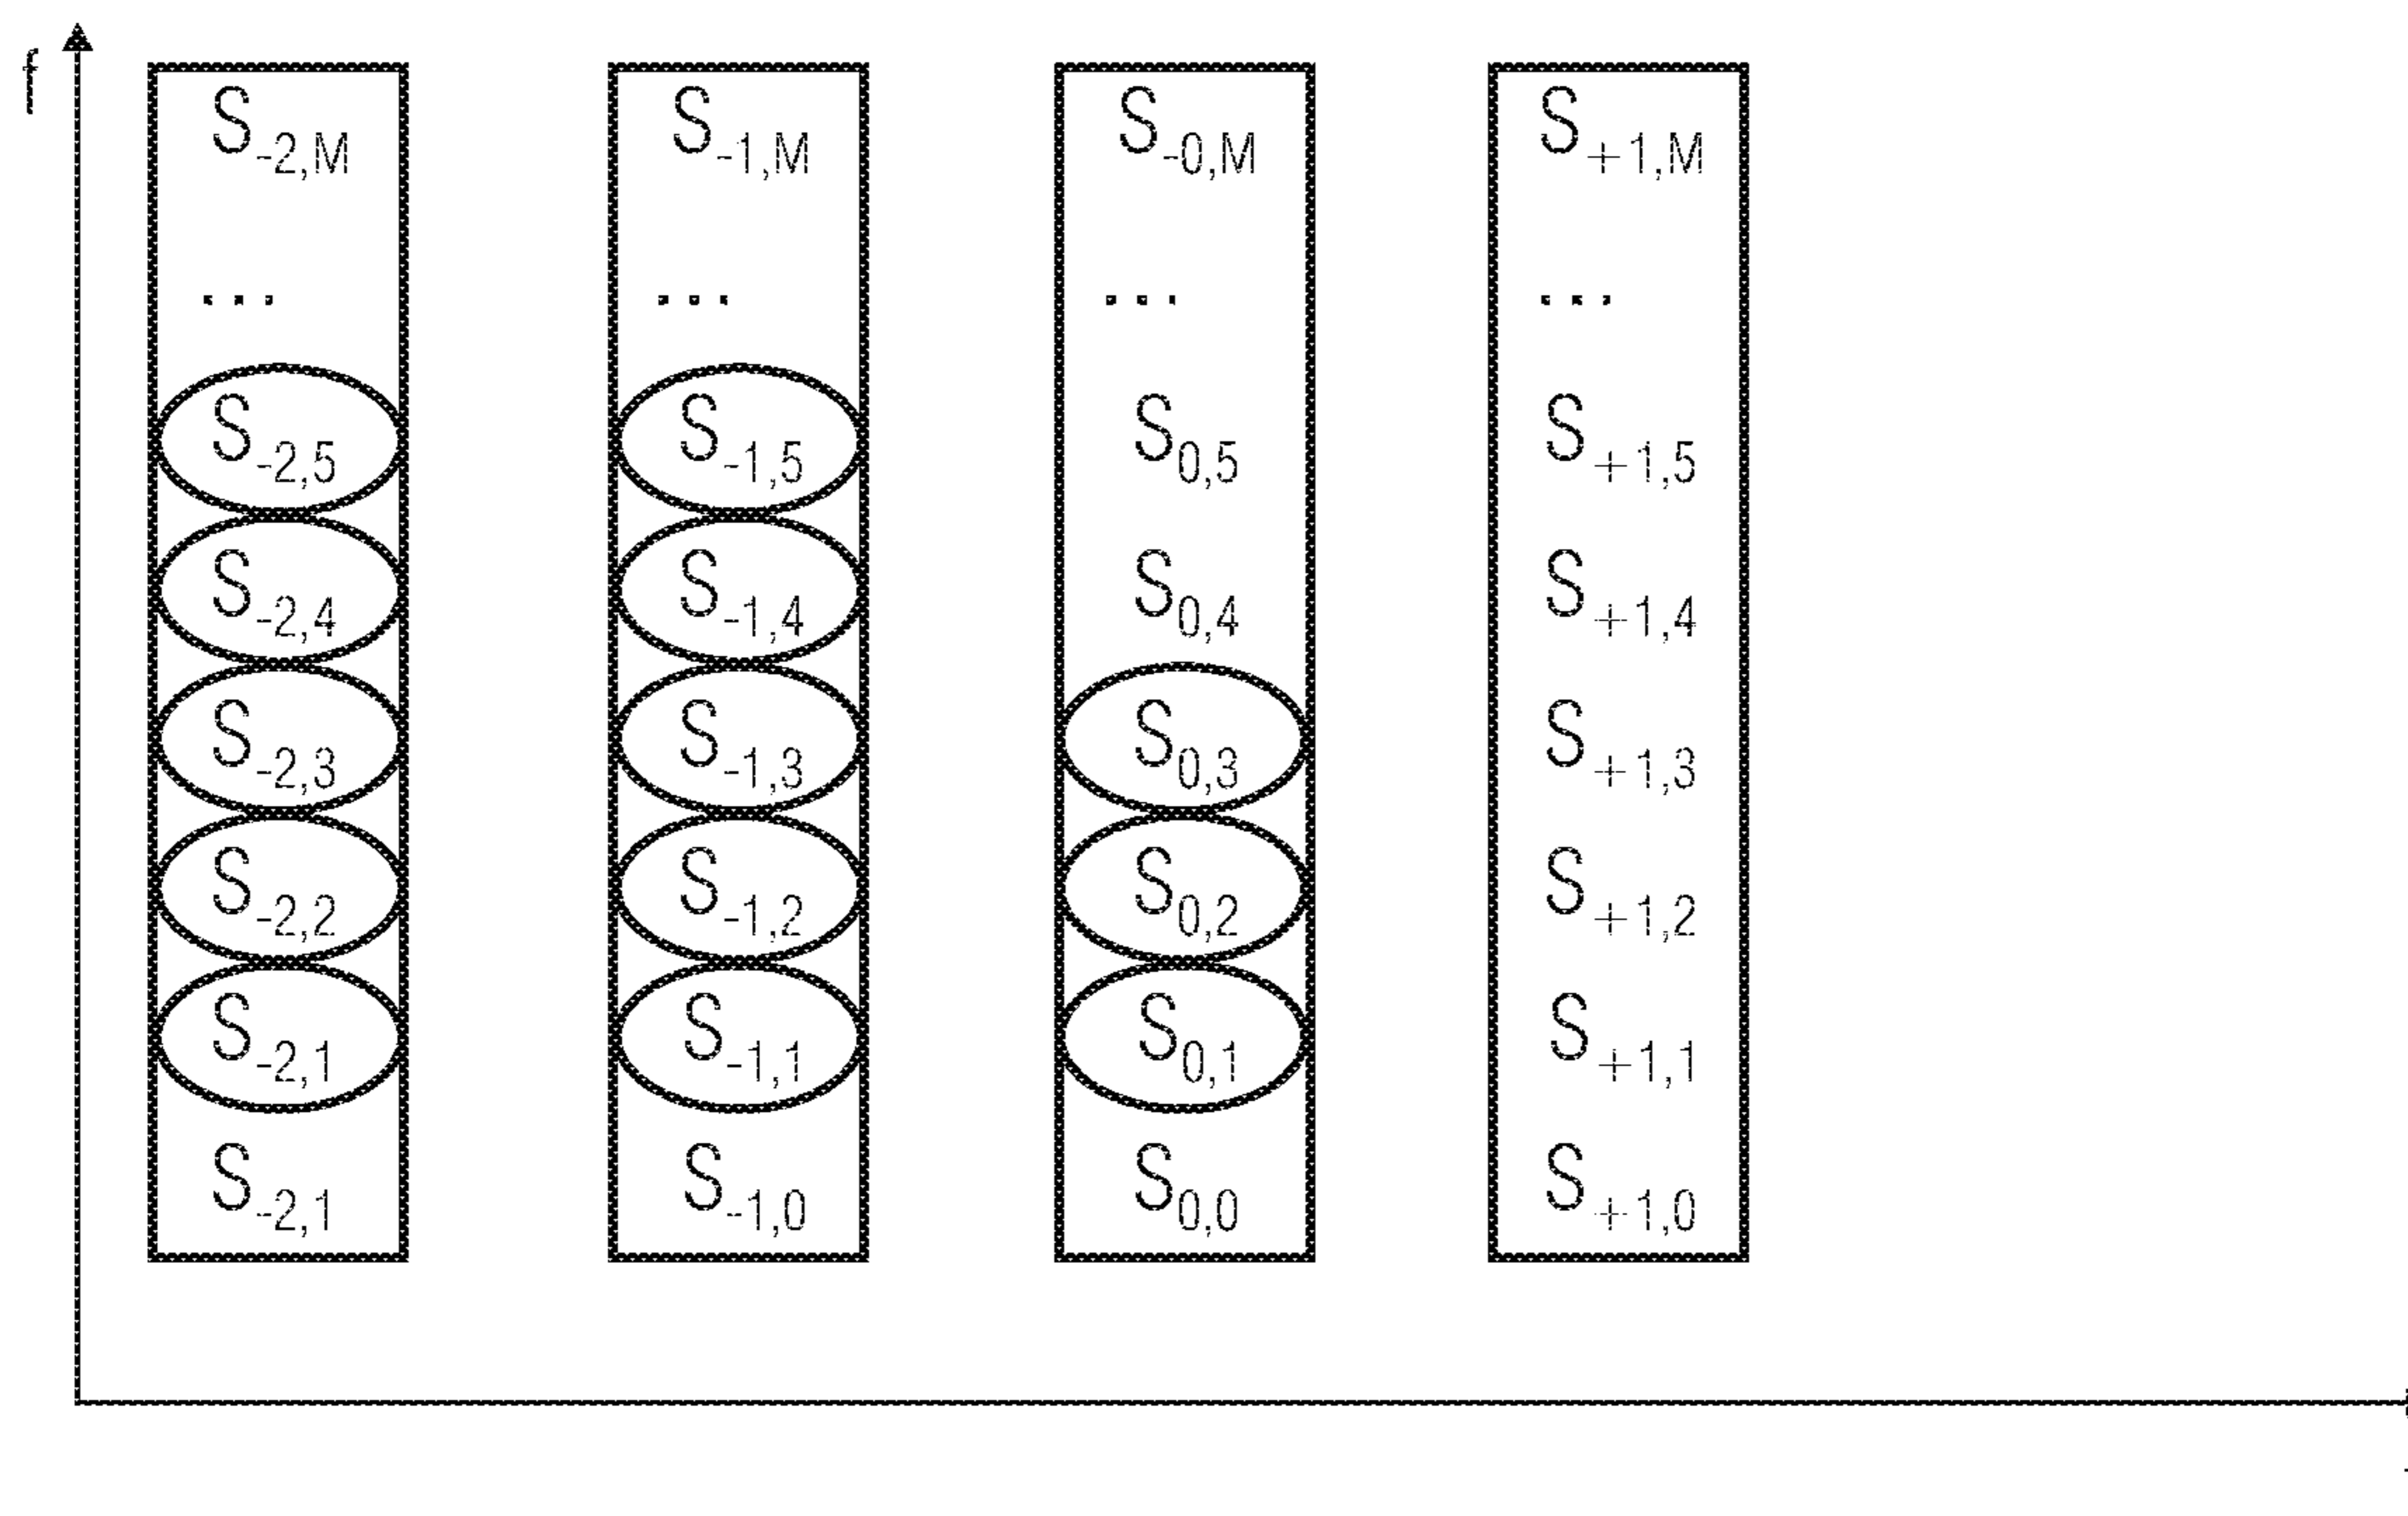 f
S-2,M S-1,M S-0,M S+1,M
... ... ... ...
S-2,5 S-1,5 S0,5 S+1,5
S-2,4 S-1,4 S0,4 S+1,4
S-2,3 S-1,3 S0,3 S+1,3
S-2,2 S-1,2 S0,2 S+1,2
S-2,1 S-1,1 S0,1 S+1,1
S-2,1 S-1,0 S0,0 S+1,0